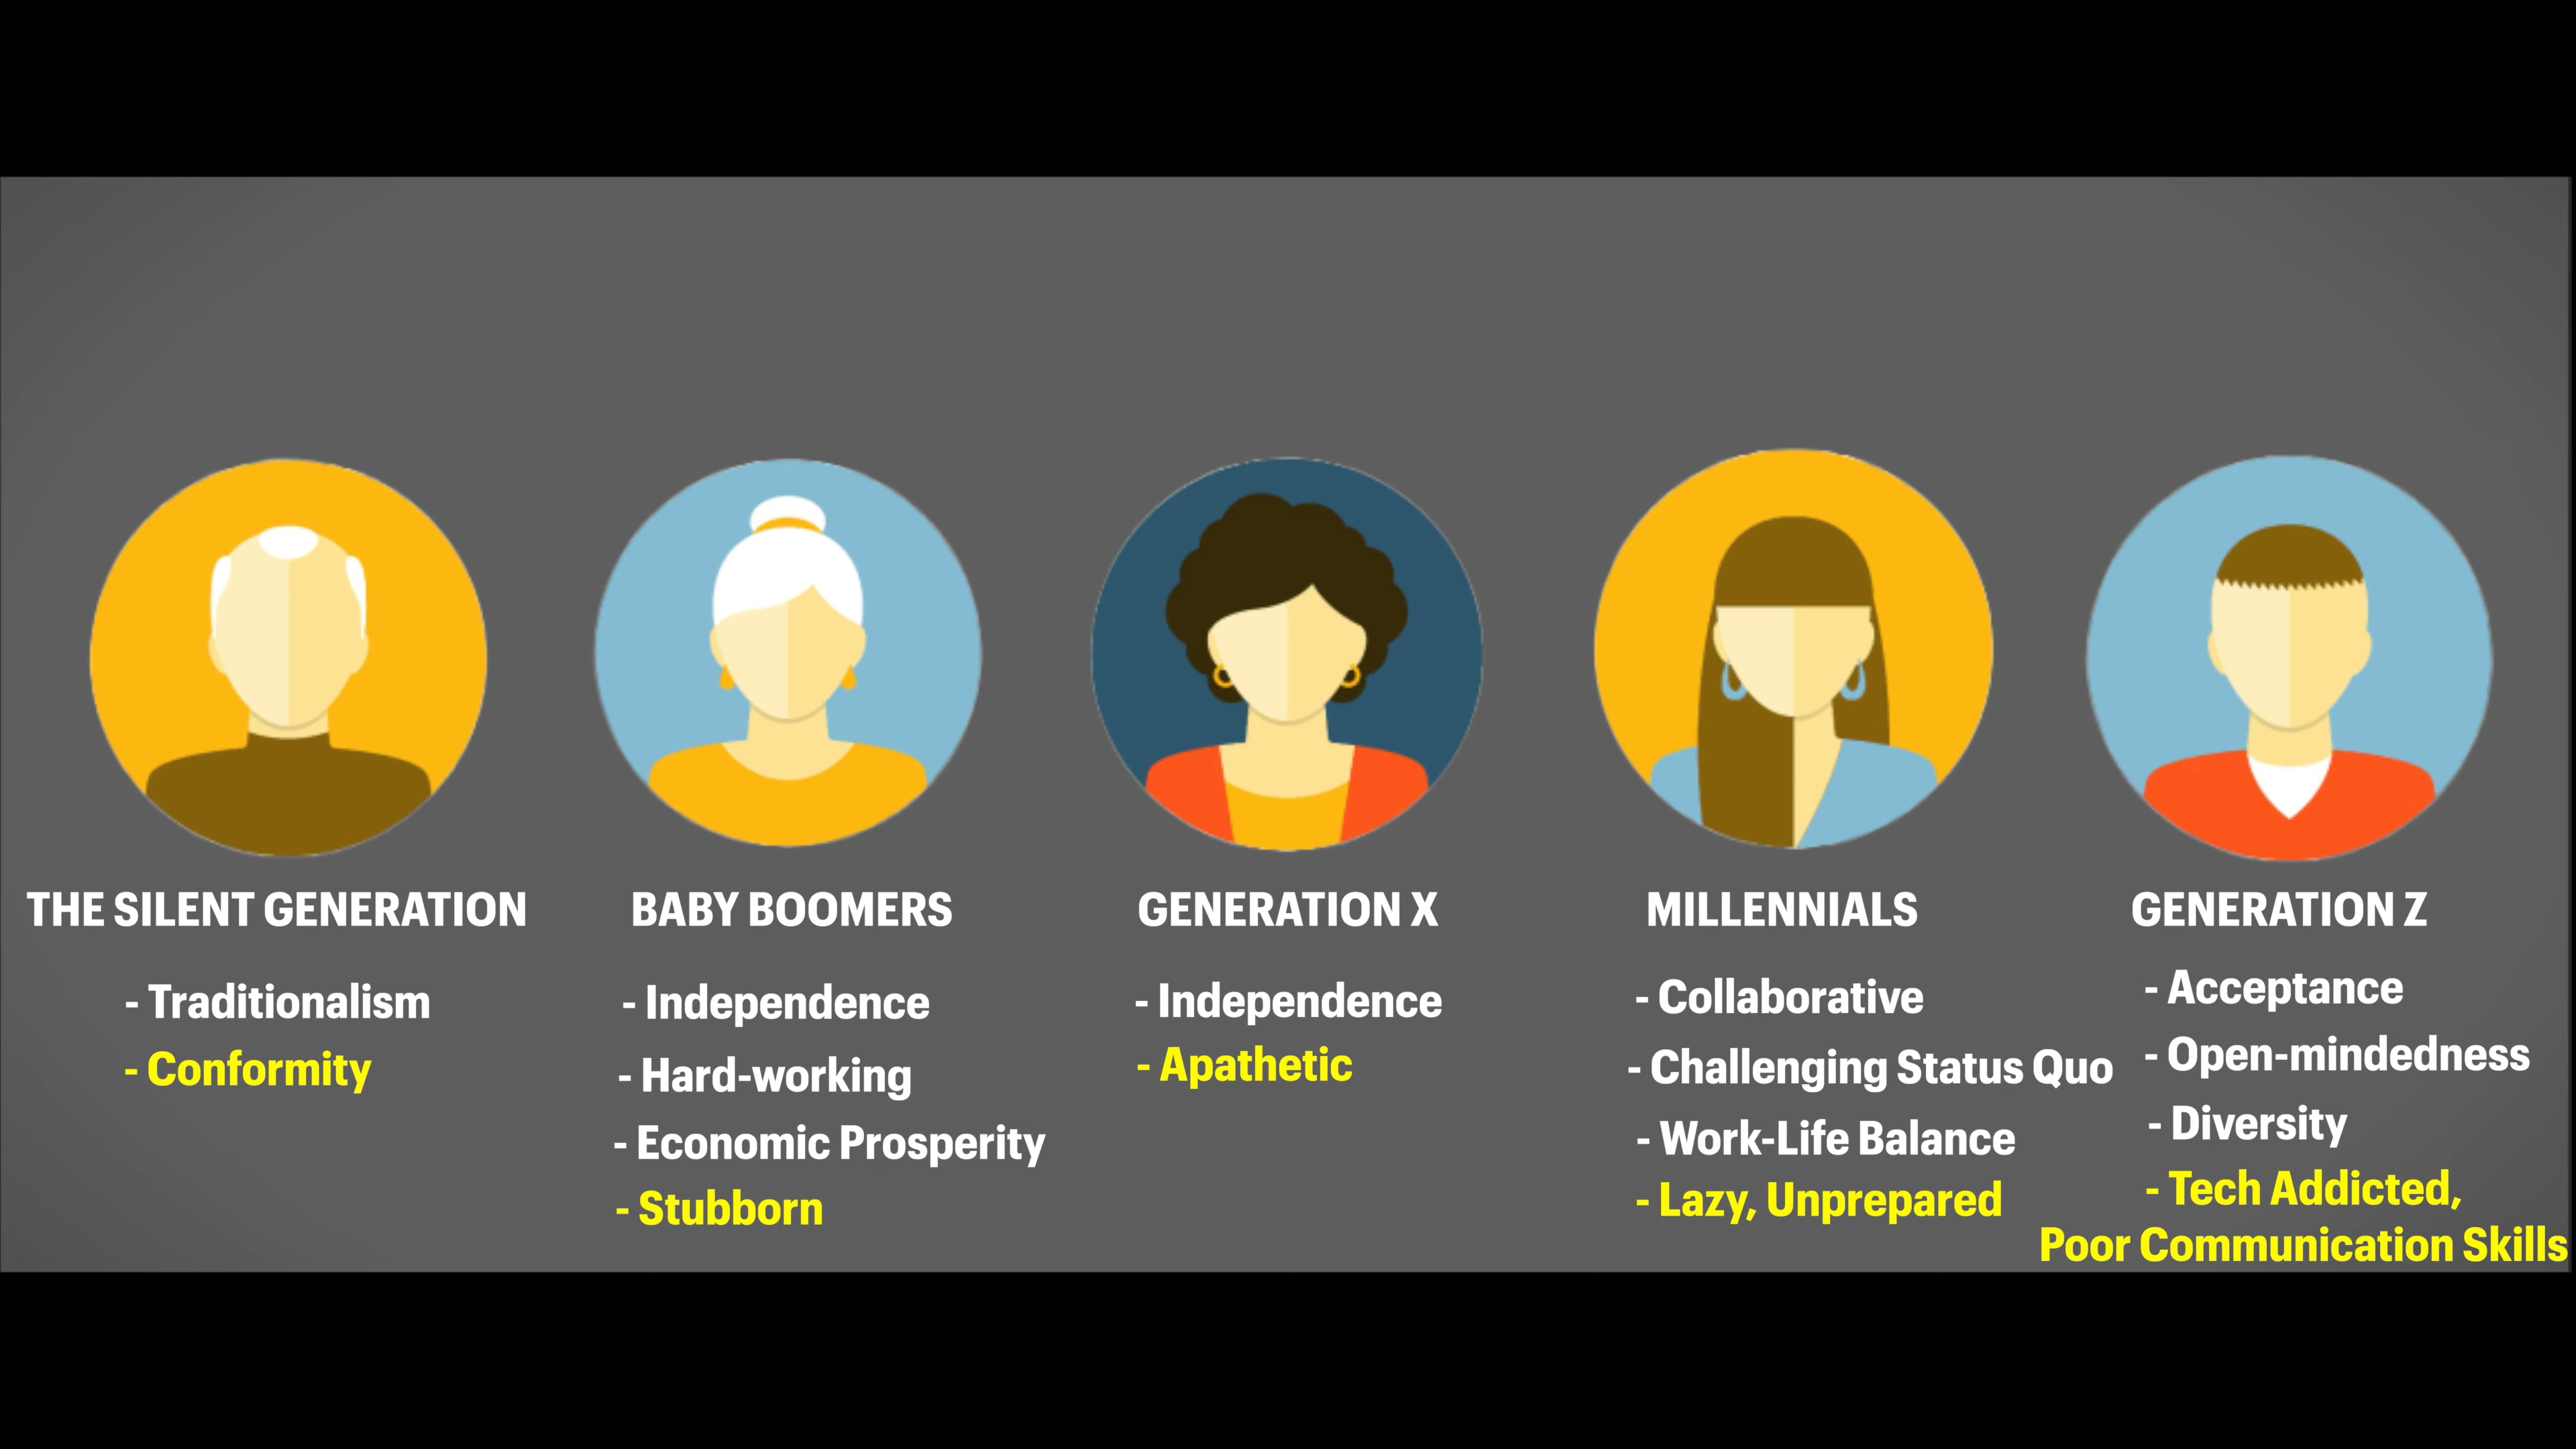 THE SILENT GENERATION
- Traditionalism
- Conformity
BABY BOOMERS
- Independence
- Hard-working
- Economic Prosperity
- Stubborn
GENERATION X
- Independence
- Apathetic
MILLENNIALS
- Collaborative
- Challenging Status Quo
- Work-Life Balance
- Lazy, Unprepared
GENERATION Z
- Acceptance
- Open-mindedness
- Diversity
- Tech Addicted,
Poor Communication Skills